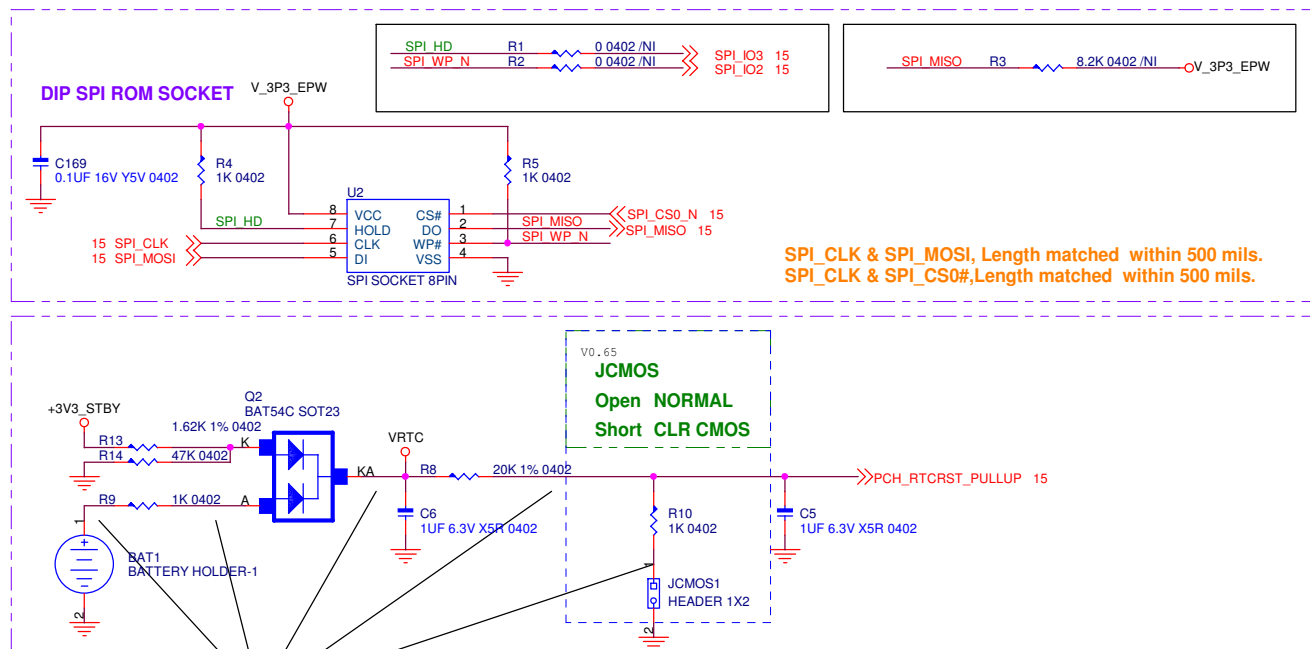 SPI_HD R1 0 0402 /NI SPI_IO3 15
SPI_WP_N R2 0 0402 /NI SPI_IO2 15
SPI_MISO R3 8.2K 0402 /NI V_3P3_EPW
DIP SPI ROM SOCKET
V_3P3_EPW
C169
0.1UF 16V Y5V 0402
R4
1K 0402
R5
1K 0402
U2
SPI_HD
15 SPI_CLK
15 SPI_MOSI
8 VCC CS# 1
7 HOLD DO 2
6 CLK WP# 3
5 DI VSS 4
SPI SOCKET 8PIN
SPI_CS0_N 15
SPI_MISO
SPI_MISO 15
SPI_WP_N
SPI_CLK & SPI_MOSI, Length matched within 500 mils.
SPI_CLK & SPI_CS0#,Length matched within 500 mils.
V0.65
JCMOS
Open NORMAL
Short CLR CMOS
+3V3_STBY
Q2
BAT54C SOT23
R13 1.62K 1% 0402
R14 47K 0402
K
R9 1K 0402 A
KA
VRTC
R8 20K 1% 0402
PCH_RTCRST_PULLUP 15
C6
1UF 6.3V X5R 0402
R10
1K 0402
C5
1UF 6.3V X5R 0402
1
BAT1
BATTERY HOLDER-1
2
1
JCMOS1
HEADER 1X2
2